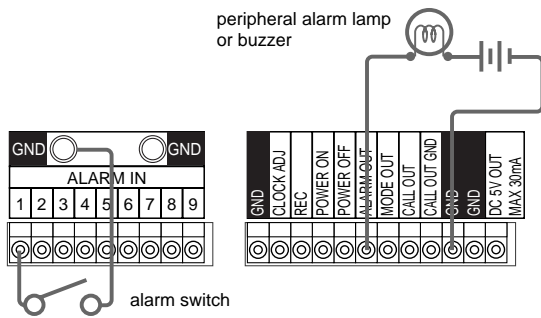 peripheral alarm lamp
or buzzer
GND
GND
ALARM IN
1 2 3 4 5 6 7 8 9
GND
CLOCK ADJ
REC
POWER ON
POWER OFF
ALARM OUT
MODE OUT
CALL OUT
CALL OUT GND
GND
GND
DC 5V OUT
MAX 30mA
alarm switch